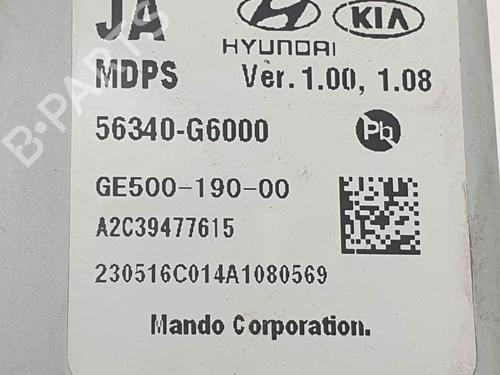 JA
HYUNDAI
KIA
MDPS Ver. 1.00, 1.08
56340-G6000
Pb
GE500-190-00
A2C39477615
230516C014A1080569
Mando Corporation.
B-PARTS